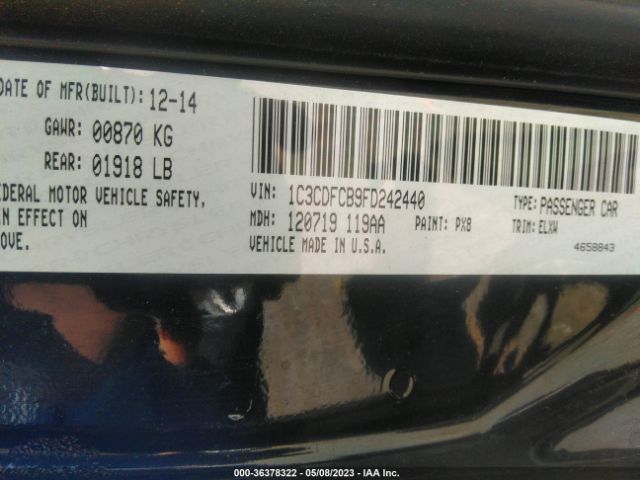 DATE OF MFR(BUILT): 12-14
GAWR: 00870 KG
REAR: 01918 LB
FEDERAL MOTOR VEHICLE SAFETY,
IN EFFECT ON
OVE.
VIN: 1C3CDFCB9FD242440
TYPE: PASSENGER CAR
MDH: 120719 119AA
PAINT: PX8
TRIM: ELXW
VEHICLE MADE IN U.S.A.
4658843
000-36378322 - 05/08/2023 - IAA Inc.